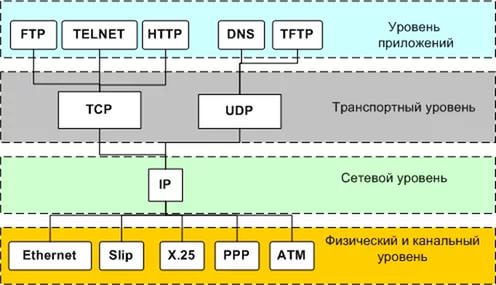 FTP TELNET HTTP DNS TFTP Уровень
приложений
TCP UDP Транспортный уровень
IP Сетевой уровень
Физический и канальный
уровень
Ethernet Slip X.25 PPP ATM